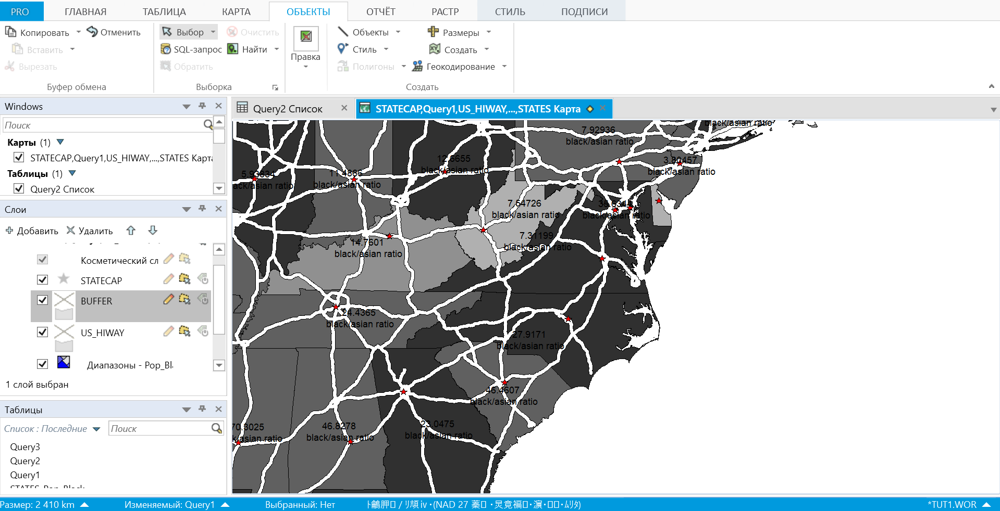 PRO ГЛАВНАЯ ТАБЛИЦА КАРТА ОБЪЕКТЫ ОТЧЁТ РАСТР СТИЛЬ ПОДПИСИ
Копировать Отменить Выбор Очистить Объекты Размеры
Вставить SQL-запрос Найти Стиль Создать
Вырезать Обратить Правка Полигоны Геокодирование
Буфер обмена Выборка Создать
Windows
Поиск
Карты (1)
STATECAP,Query1,US_HIWAY,...,STATES Карта
Таблицы (1)
Query2 Список
Слои
Добавить Удалить
Косметический сл
STATECAP
BUFFER
US_HIWAY
Диапазоны - Pop_Bl
1 слой выбран
Таблицы
Список : Последние Поиск
Query3
Query2
Query1
STATES Pop Black
Query2 Список STATECAP,Query1,US_HIWAY,...,STATES Карта
black/asian ratio
7.92936
black/asian ratio
3.80457
black/asian ratio
12.6655
black/asian ratio
5.93834
ack/asian ratio
11.4866
black/asian ratio
7.54726
black/asian ratio
35.6344
black/asian ratio
7.31199
black/asian ratio
14.7601
black/asian ratio
24.4365
black/asian ratio
27.9171
black/asian ratio
46.4607
black/asian ratio
70.3025
k/asian ratio
46.8278
black/asian ratio
23.0475
black/asian ratio
Размер: 2 410 km Изменяемый: Query1 Выбранный: Нет (NAD 27 *TUT1.WOR